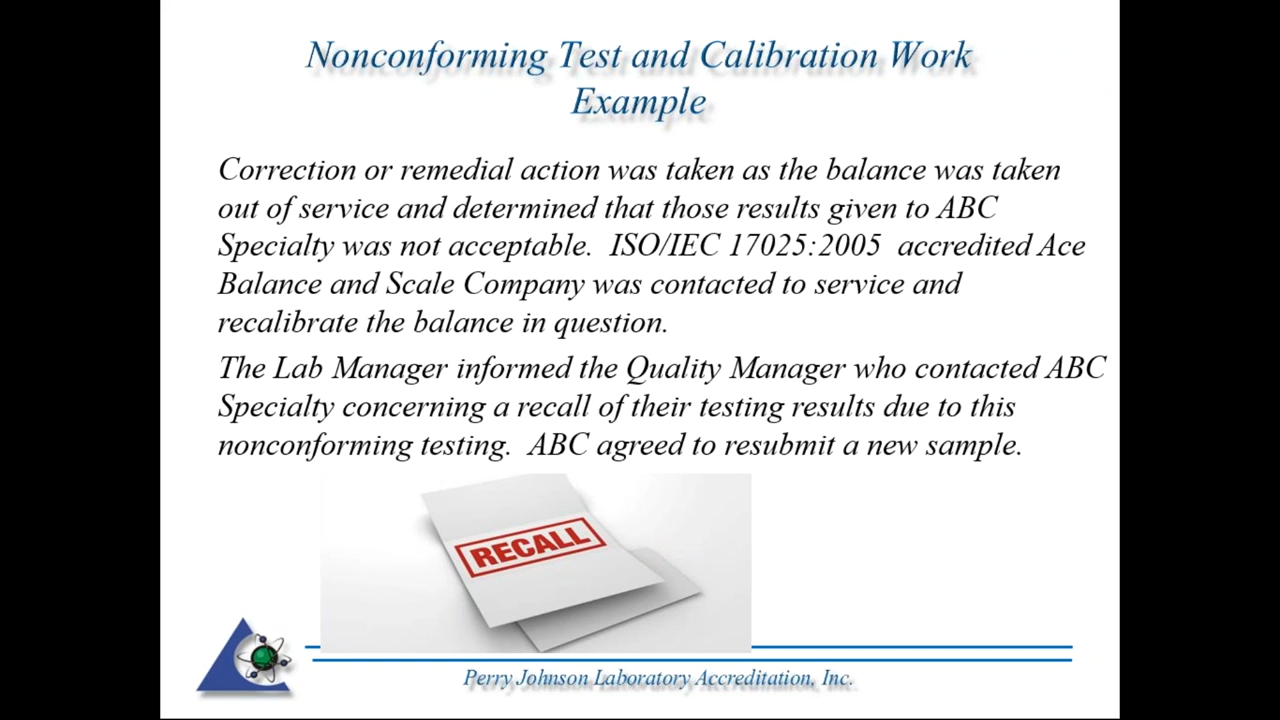 Nonconforming Test and Calibration Work
Example
Correction or remedial action was taken as the balance was taken
out of service and determined that those results given to ABC
Specialty was not acceptable.  ISO/IEC 17025:2005  accredited Ace
Balance and Scale Company was contacted to service and
recalibrate the balance in question.
The Lab Manager informed the Quality Manager who contacted ABC
Specialty concerning a recall of their testing results due to this
nonconforming testing.  ABC agreed to resubmit a new sample.
RECALL
Perry Johnson Laboratory Accreditation, Inc.